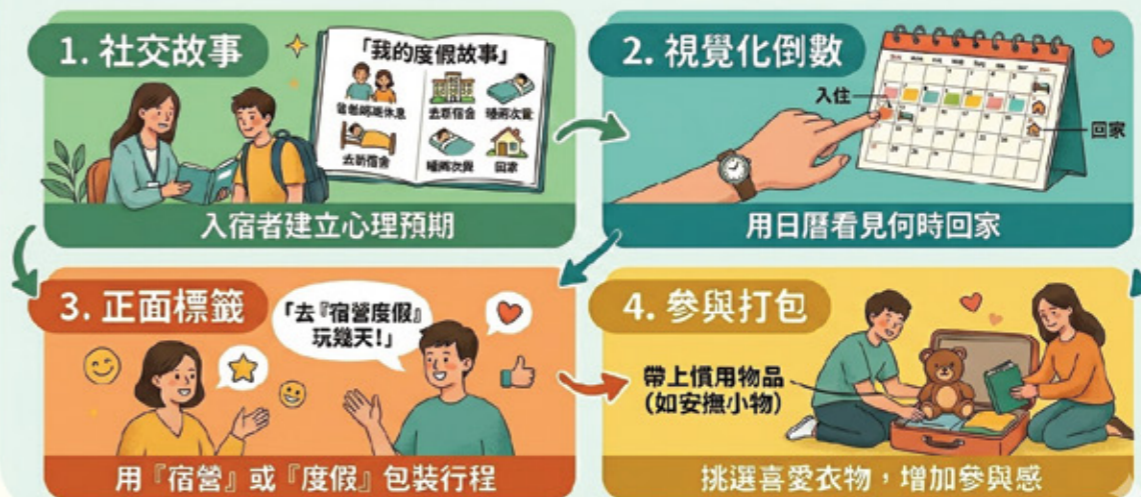 1. 社交故事
「我的度假故事」
去新宿舍
回家
入宿者建立心理預期
2. 視覺化倒數
入住
回家
用日曆看見何時回家
3. 正面標籤
「去『宿營度假』
玩幾天!」
用『宿營』或『度假』包裝行程
4. 參與打包
帶上慣用物品
(如安撫小物)
挑選喜愛衣物,增加參與感